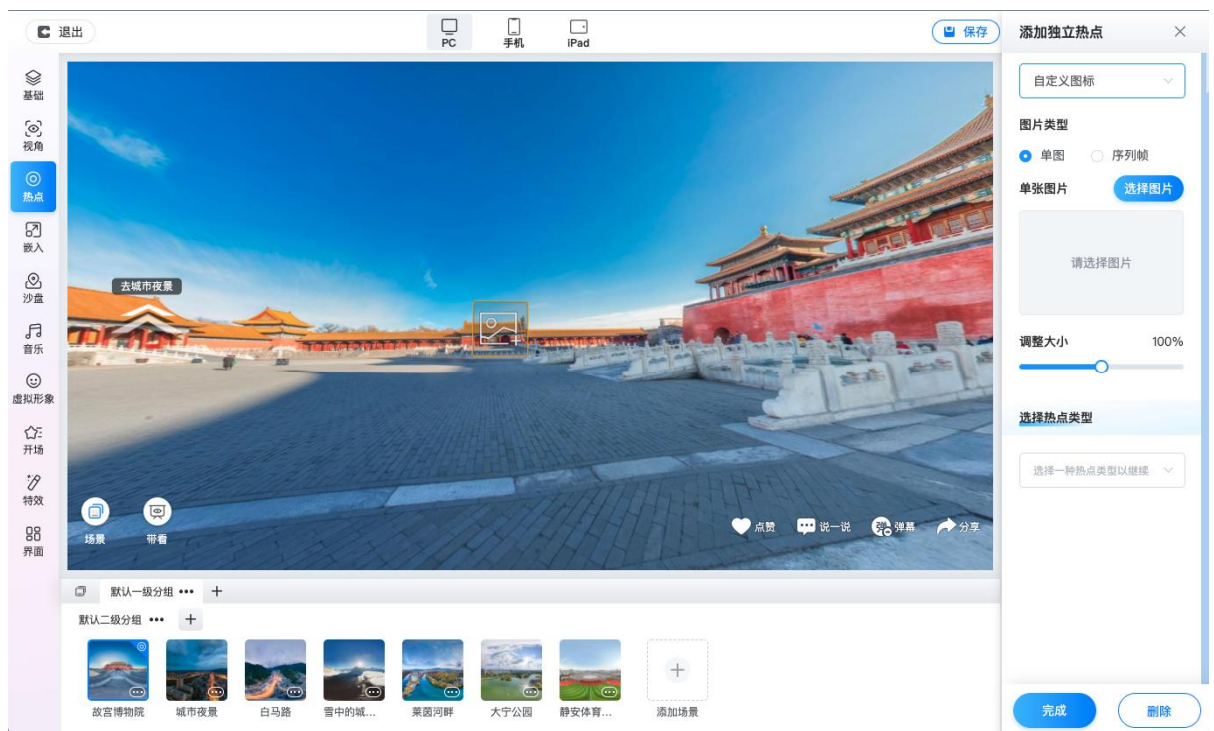 退出
PC
手机
iPad
保存
添加独立热点
基础
视角
热点
嵌入
沙盘
音乐
虚拟形象
开场
特效
界面
去城市夜景
场景
带看
点赞
说一说
弹幕
分享
自定义图标
图片类型
单图 序列帧
单张图片 选择图片
请选择图片
调整大小 100%
选择热点类型
选择一种热点类型以继续
默认一级分组 ••• +
默认二级分组 ••• +
故宫博物院
城市夜景
白马路
雪中的城...
莱茵河畔
大宁公园
静安体育...
添加场景
完成
删除